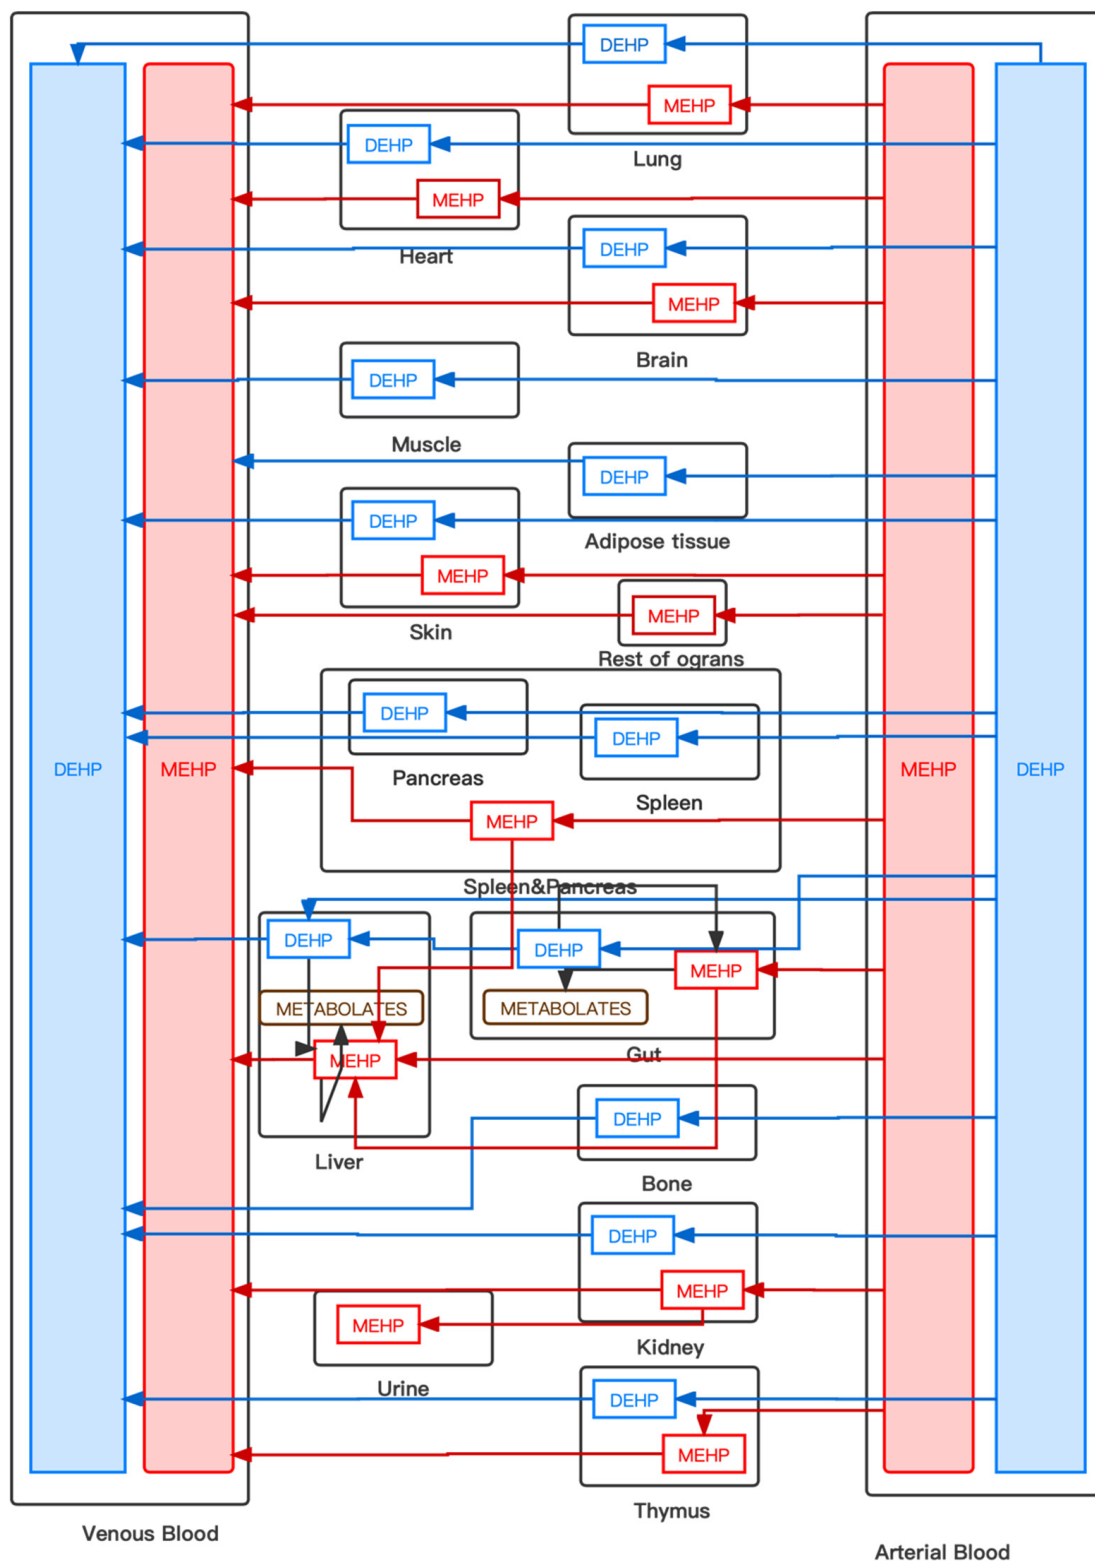 DEHP
MEHP
Lung
DEHP
MEHP
Heart
DEHP
MEHP
Brain
DEHP
Muscle
DEHP
Adipose tissue
DEHP
MEHP
Skin
MEHP
Rest of ograns
DEHP
Pancreas
DEHP
Spleen
DEHP
MEHP
MEHP
DEHP
MEHP
Spleen&Pancreas
DEHP
METABOLATES
MEHP
Liver
DEHP
MEHP
METABOLATES
Gut
DEHP
Bone
DEHP
MEHP
Kidney
MEHP
Urine
DEHP
MEHP
Thymus
Venous Blood
Arterial Blood